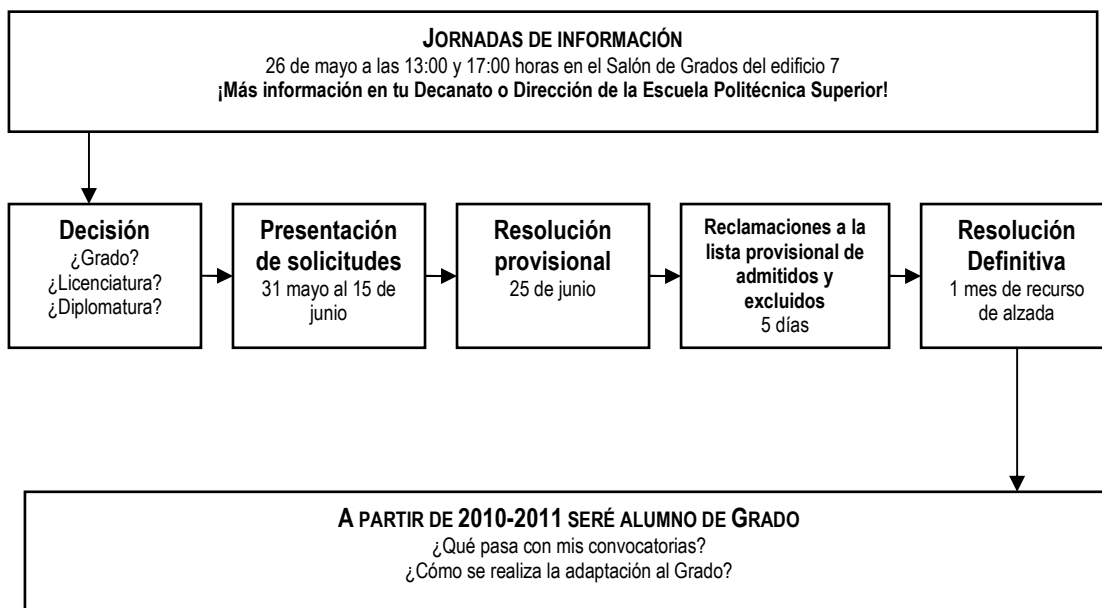 JORNADAS DE INFORMACIÓN
26 de mayo a las 13:00 y 17:00 horas en el Salón de Grados del edificio 7
¡Más información en tu Decanato o Dirección de la Escuela Politécnica Superior!
Decisión
¿Grado?
¿Licenciatura?
¿Diplomatura?
Presentación
de solicitudes
31 mayo al 15 de
junio
Resolución
provisional
25 de junio
Reclamaciones a la
lista provisional de
admitidos y
excluidos
5 días
Resolución
Definitiva
1 mes de recurso
de alzada
A PARTIR DE 2010-2011 SERÉ ALUMNO DE GRADO
¿Qué pasa con mis convocatorias?
¿Cómo se realiza la adaptación al Grado?